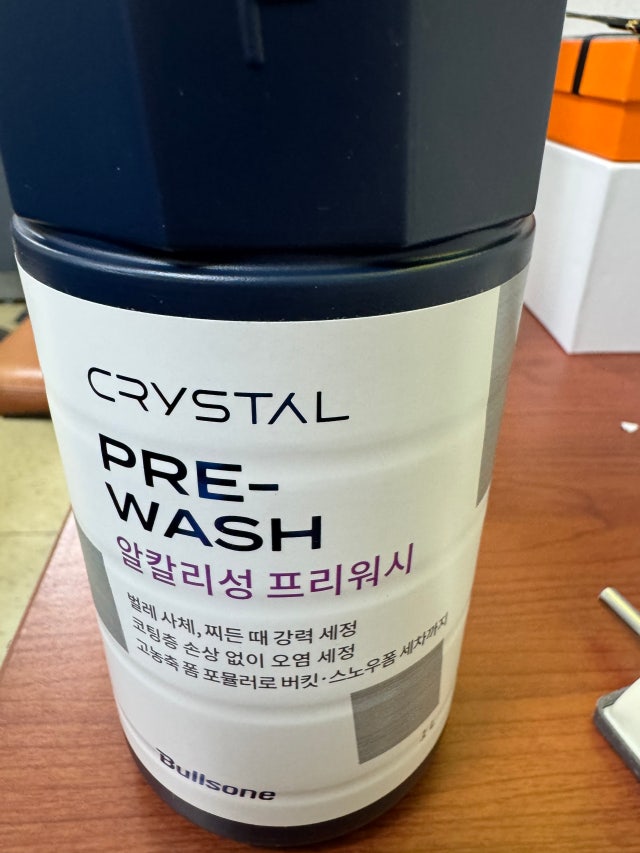 CRYSTAL
PRE-
WASH
알칼리성 프리워시
벌레 사체, 찌든 때 강력 세정
코팅층 손상 없이 오염 세정
고농축 폼 포뮬러로 버킷·스노우폼 세차까지
Bullsone